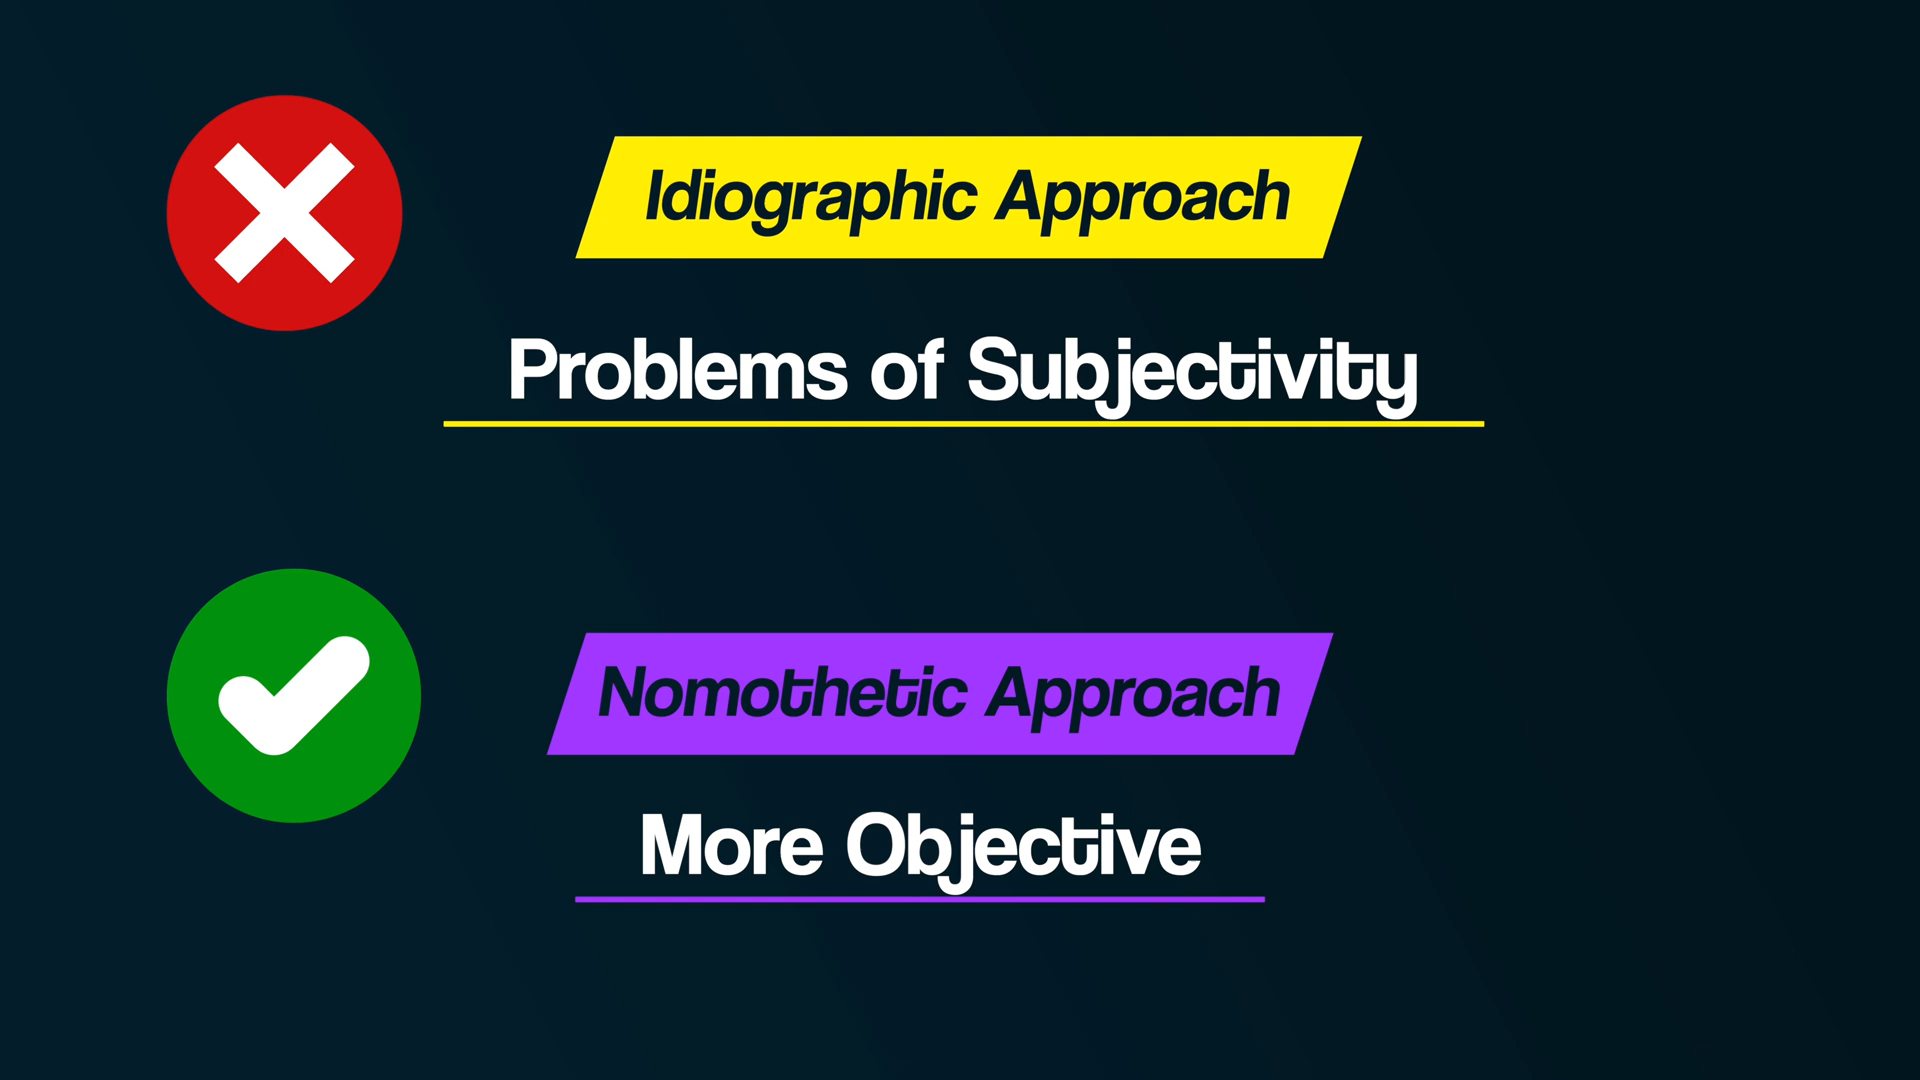 Idiographic Approach
Problems of Subjectivity
Nomothetic Approach
More Objective